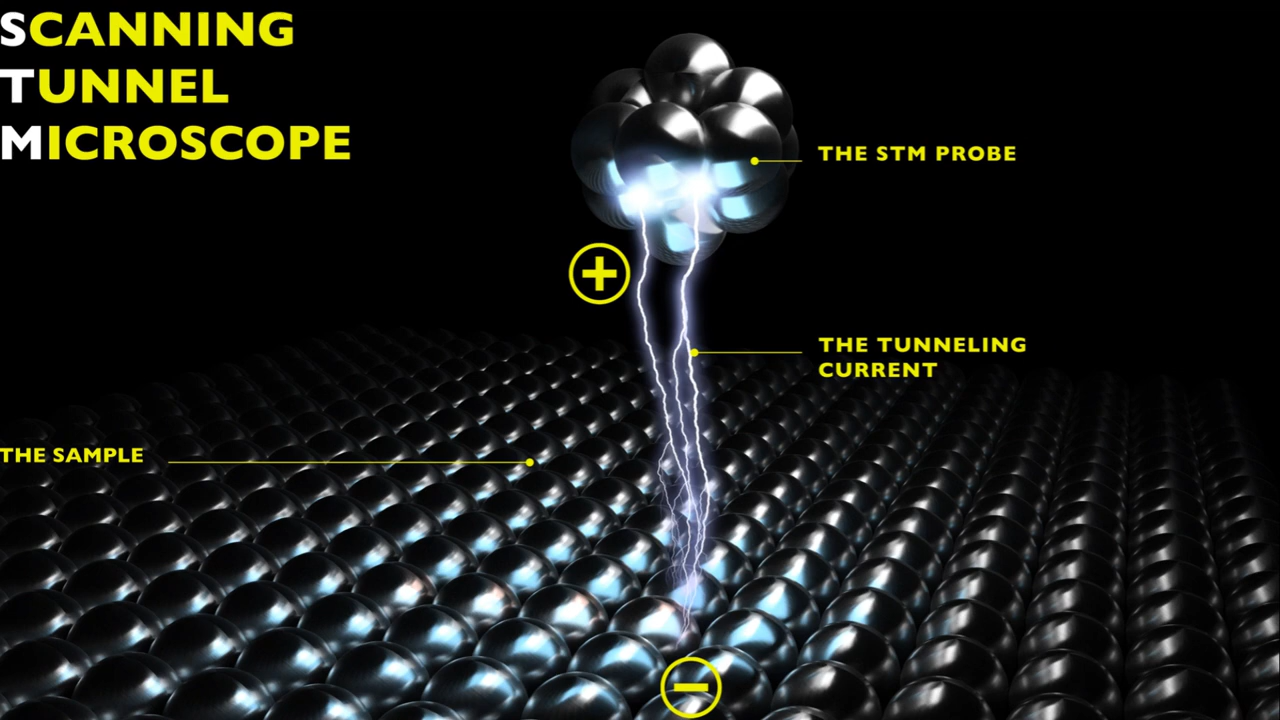 SCANNING
TUNNEL
MICROSCOPE
THE STM PROBE
+
THE TUNNELING
CURRENT
THE SAMPLE
−